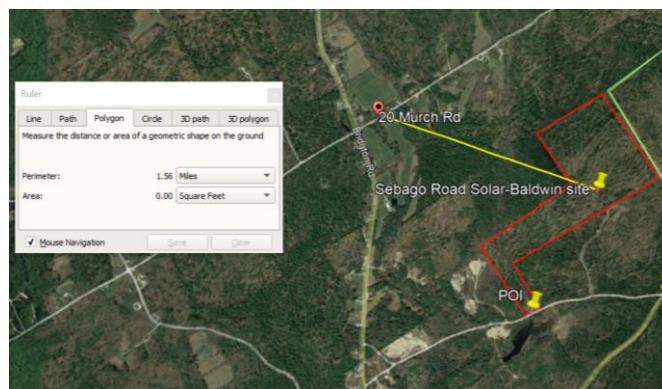 Ruler
Line Path Polygon Circle 3D path 3D polygon
Measure the distance or area of a geometric shape on the ground
Perimeter: 1.56 Miles
Area: 0.00 Square Feet
Mouse Navigation Save Clear
20 Murch Rd
Sebago Road Solar-Baldwin site
POI